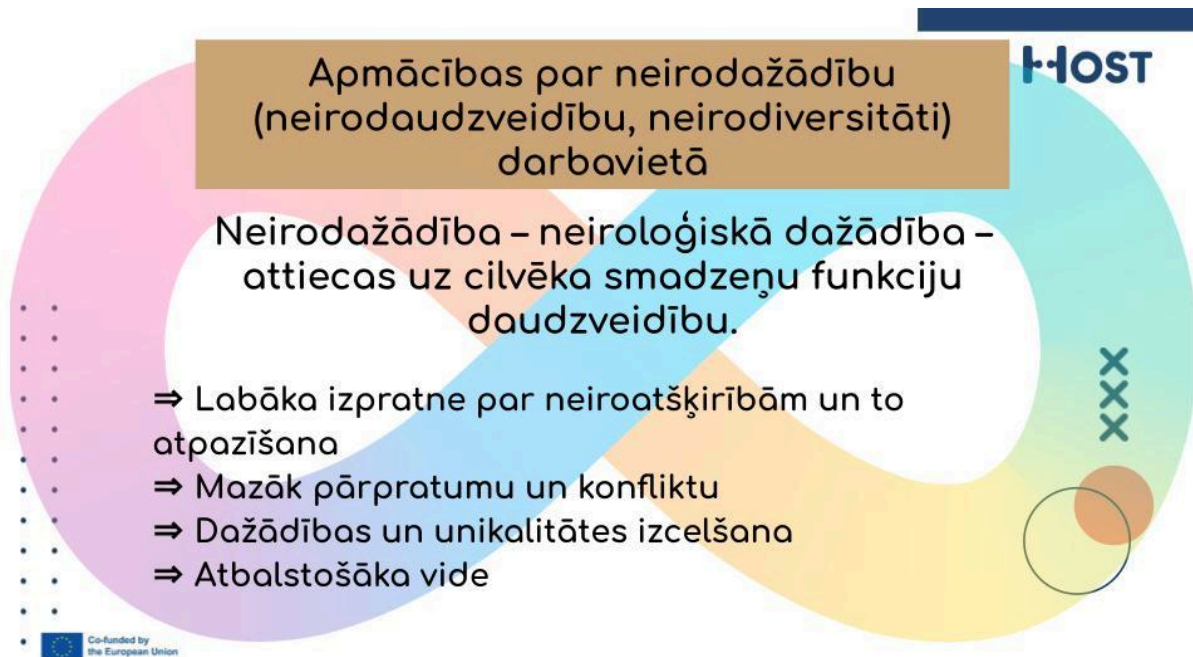 HOST
Apmācības par neirodažādību
(neirodaudzveidību, neirodiversitāti)
darbavietā
Neirodažādība – neiroloģiskā dažādība –
attiecas uz cilvēka smadzeņu funkciju
daudzveidību.
⇒ Labāka izpratne par neiroatšķirībām un to
atpazīšana
⇒ Mazāk pārpratumu un konfliktu
⇒ Dažādības un unikalitātes izcelšana
⇒ Atbalstošāka vide
Co-funded by
the European Union